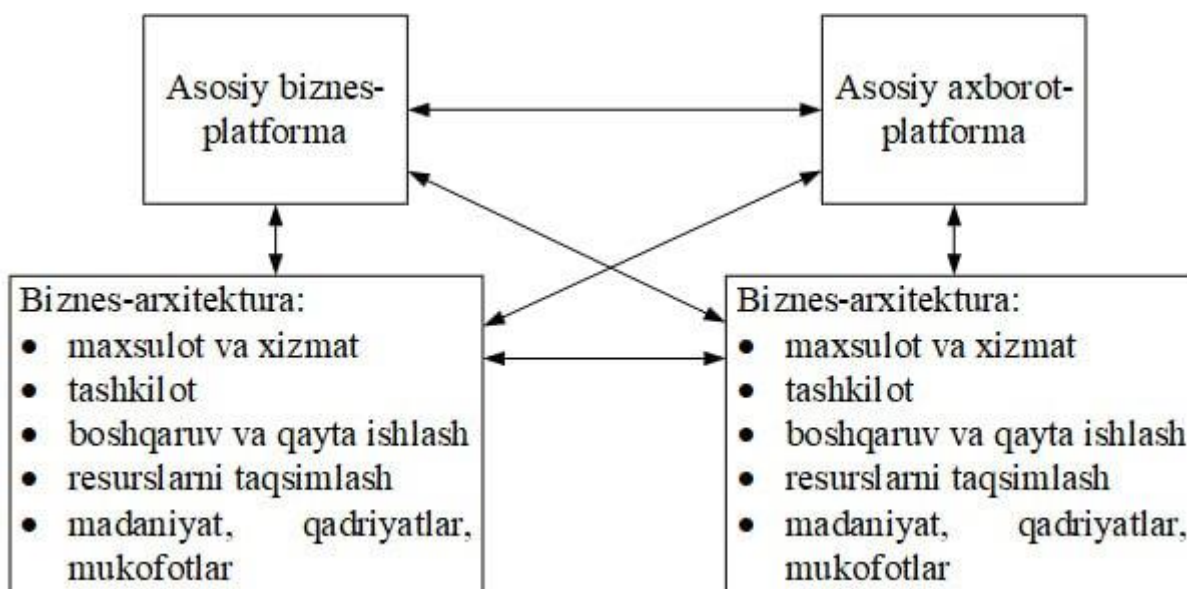 Asosiy biznes-
platforma
Asosiy axborot-
platforma
Biznes-arxitektura:
• maxsulot va xizmat
• tashkilot
• boshqaruv va qayta ishlash
• resurslarni taqsimlash
• madaniyat, qadriyatlar,
mukofotlar
Biznes-arxitektura:
• maxsulot va xizmat
• tashkilot
• boshqaruv va qayta ishlash
• resurslarni taqsimlash
• madaniyat, qadriyatlar,
mukofotlar